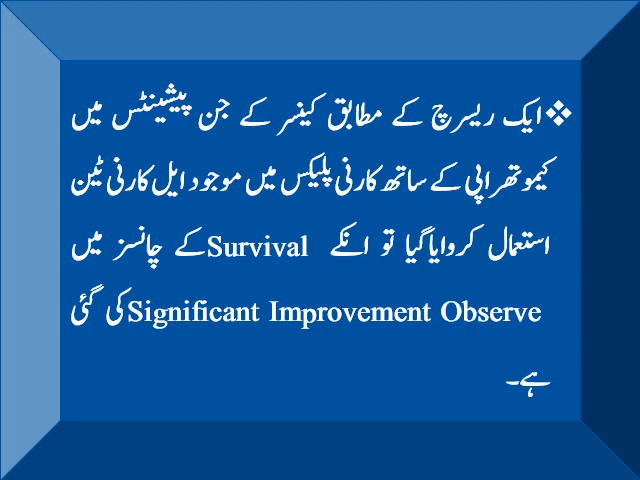 ❖ایک ریسرچ کے مطابق کینسر کے جن پیشینٹس میں
کیموتھراپی کے ساتھ کارنی پلیکس میں موجود ایل کارنی ٹین
استعمال کروایا گیا تو انکے Survival کے چانسز میں
Significant Improvement Observe کی گئی
ہے۔